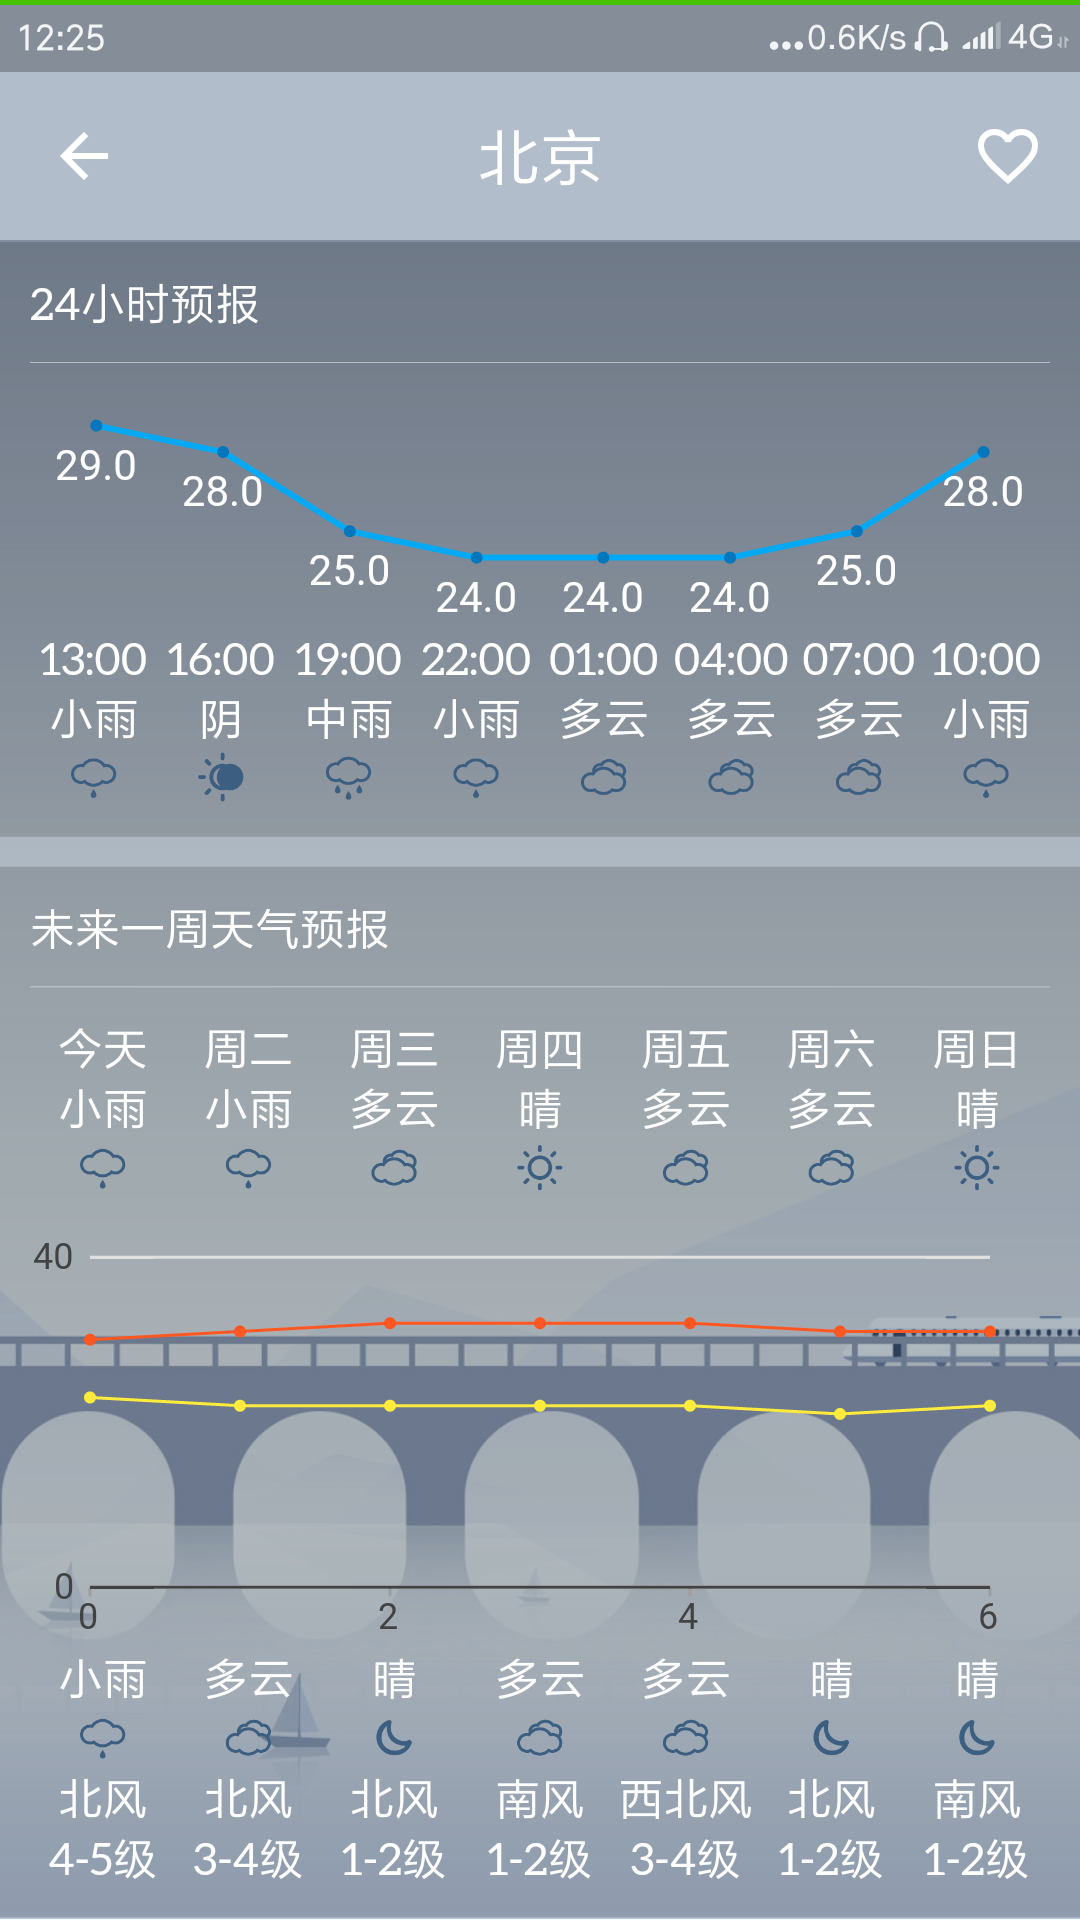 12:25 ...0.6K/s 4G
北京
24小时预报
29.0 28.0 25.0 24.0 24.0 24.0 25.0 28.0
13:00 16:00 19:00 22:00 01:00 04:00 07:00 10:00
小雨 阴 中雨 小雨 多云 多云 多云 小雨
未来一周天气预报
今天 周二 周三 周四 周五 周六 周日
小雨 小雨 多云 晴 多云 多云 晴
40
0
0 2 4 6
小雨 多云 晴 多云 多云 晴 晴
北风 北风 北风 南风 西北风 北风 南风
4-5级 3-4级 1-2级 1-2级 3-4级 1-2级 1-2级